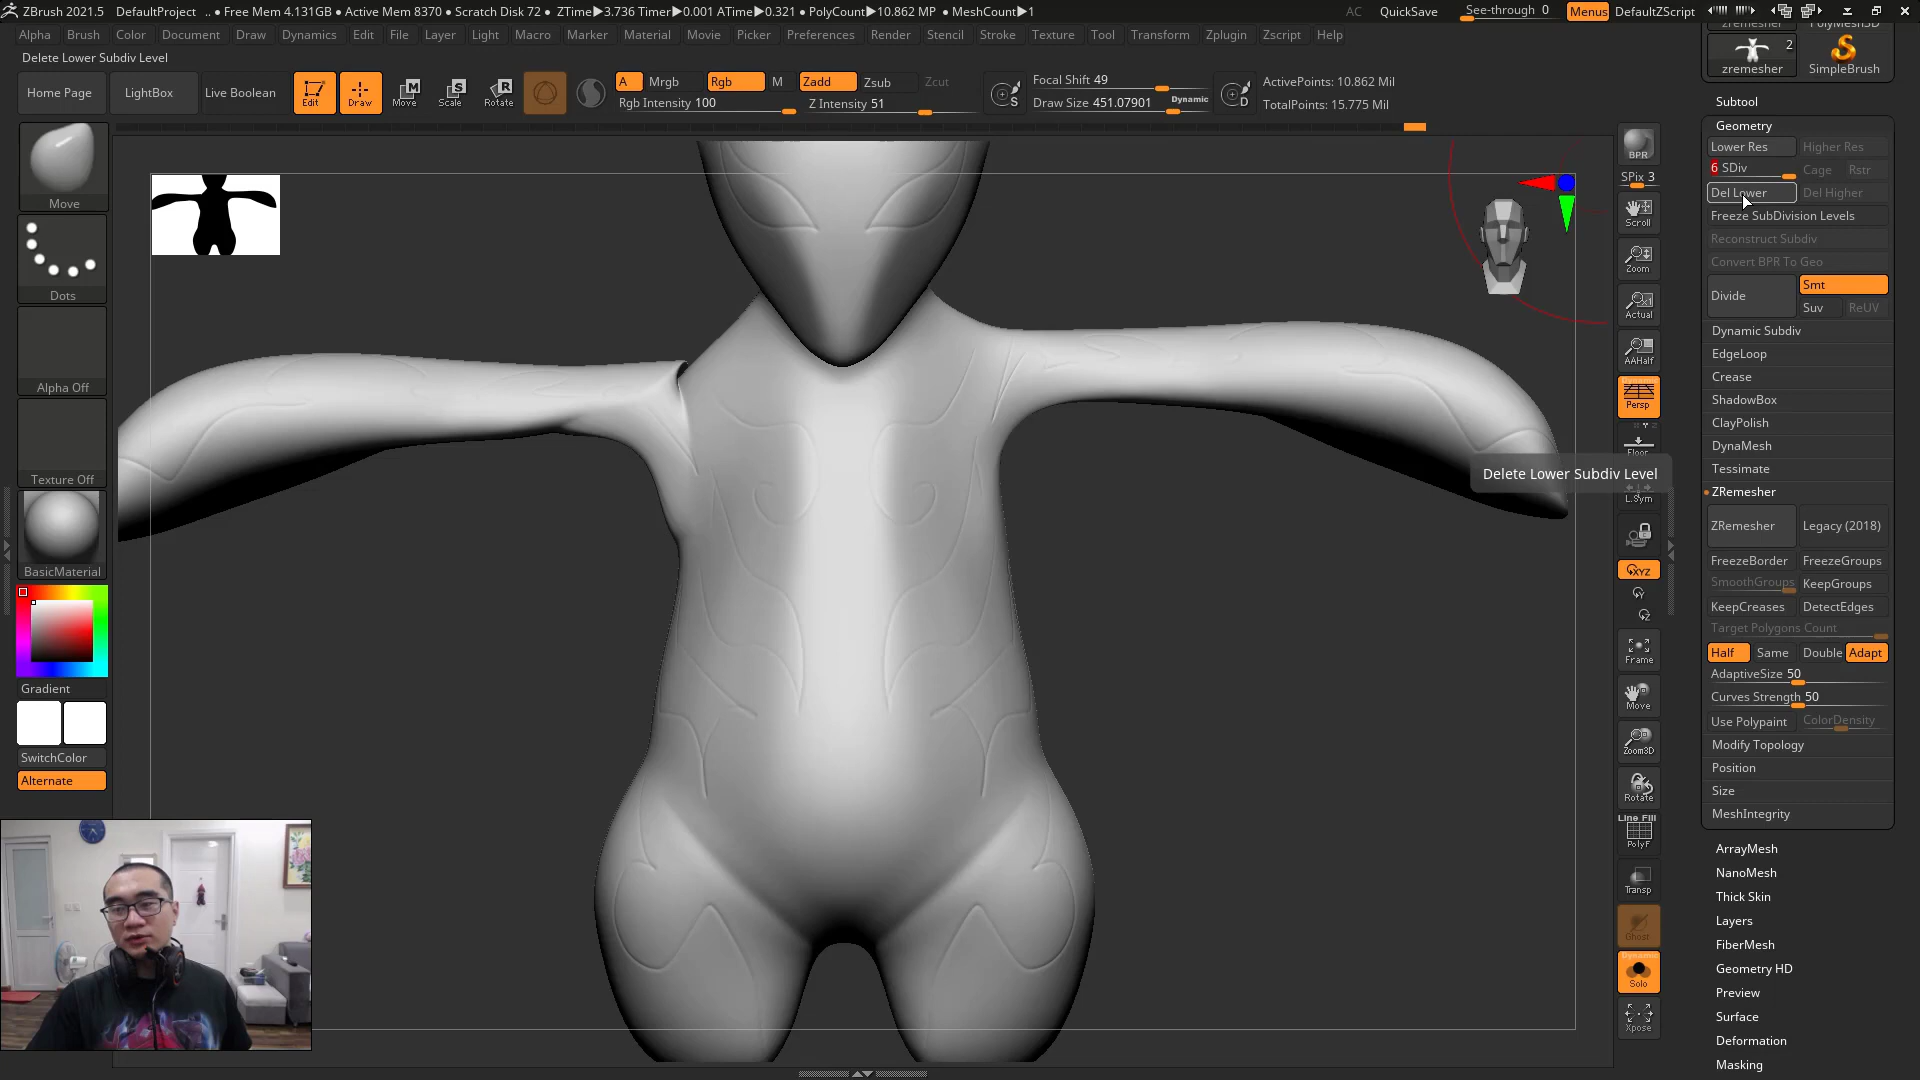 ZBrush 2021.5 DefaultProject .. ● Free Mem 4.131GB ● Active Mem 8370 ● Scratch Disk 72 ● ZTime▶3.736 Timer▶0.001 ATime▶0.321 ● PolyCount▶10.862 MP ● MeshCount▶1 AC QuickSave See-through 0 Menus DefaultZScript
Alpha Brush Color Document Draw Dynamics Edit File Layer Light Macro Marker Material Movie Picker Preferences Render Stencil Stroke Texture Tool Transform Zplugin Zscript Help
Delete Lower Subdiv Level
Home Page LightBox Live Boolean Edit Draw Move Scale Rotate
A Mrgb Rgb M Zadd Zsub Zcut
Rgb Intensity 100 Z Intensity 51
S Focal Shift 49
Draw Size 451.07901 Dynamic D
ActivePoints: 10.862 Mil
TotalPoints: 15.775 Mil
Move
Dots
Alpha Off
Texture Off
BasicMaterial
Gradient
SwitchColor
Alternate
BPR
SPix 3
Scroll
Zoom
Actual
AAHalf
Dynamic
Persp
Floor
L.Sym
XYZ
Y
Z
Frame
Move
Zoom3D
Rotate
Line Fill
PolyF
Transp
Ghost
Dynamic
Solo
Xpose
Delete Lower Subdiv Level
zremesher PolyMesh3D
2
zremesher SimpleBrush
Subtool
Geometry
Lower Res Higher Res
6 SDiv Cage Rstr
Del Lower Del Higher
Freeze SubDivision Levels
Reconstruct Subdiv
Convert BPR To Geo
Divide Smt
Suv ReUV
Dynamic Subdiv
EdgeLoop
Crease
ShadowBox
ClayPolish
DynaMesh
Tessimate
ZRemesher
ZRemesher Legacy (2018)
FreezeBorder FreezeGroups
SmoothGroups KeepGroups
KeepCreases DetectEdges
Target Polygons Count
Half Same Double Adapt
AdaptiveSize 50
Curves Strength 50
Use Polypaint ColorDensity
Modify Topology
Position
Size
MeshIntegrity
ArrayMesh
NanoMesh
Thick Skin
Layers
FiberMesh
Geometry HD
Preview
Surface
Deformation
Masking